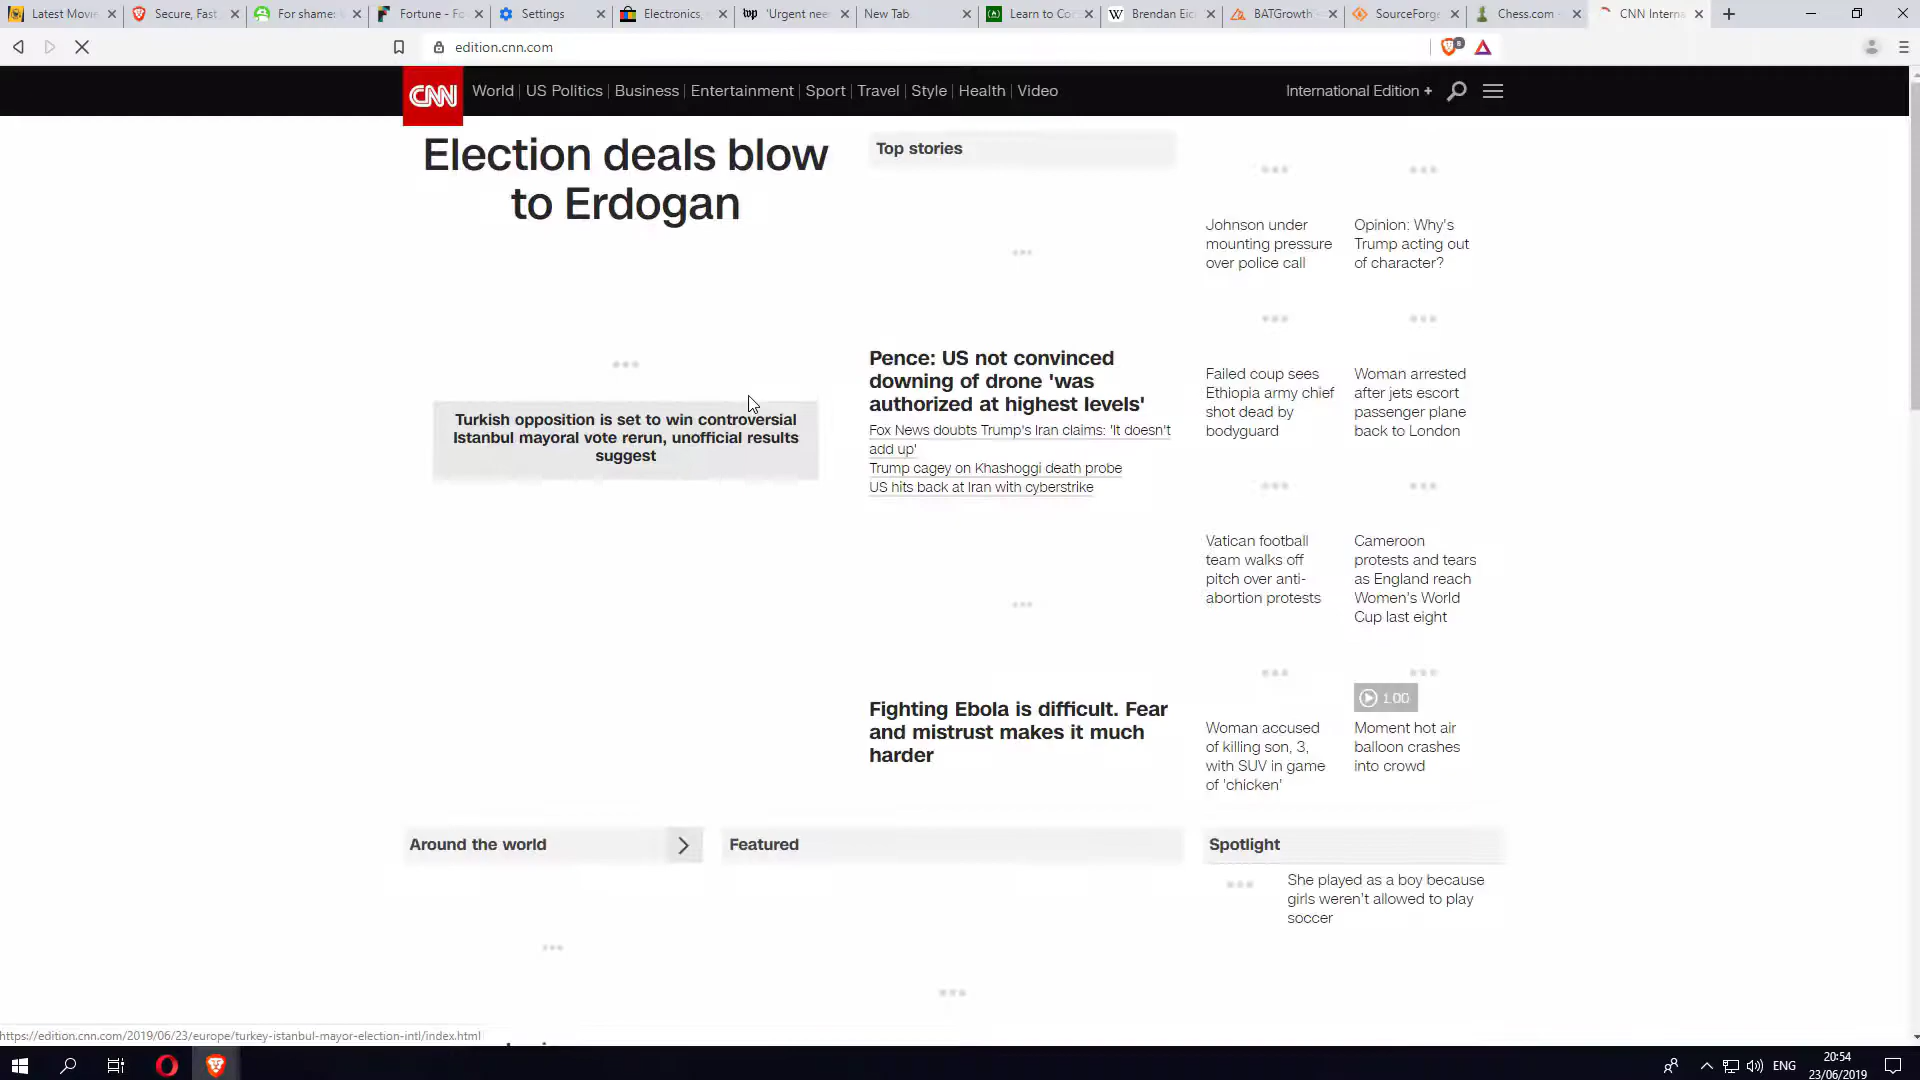 Latest Movi
Secure, Fast
For shame
Fortune - Fo
Settings
Electronics,
'Urgent nee
New Tab
Learn to Co
Brendan Eic
BATGrowth
SourceForge
Chess.com
CNN Interna
edition.cnn.com
8
CNN
World
US Politics
Business
Entertainment
Sport
Travel
Style
Health
Video
International Edition +
Election deals blow
to Erdogan
Turkish opposition is set to win controversial
Istanbul mayoral vote rerun, unofficial results
suggest
Top stories
Pence: US not convinced
downing of drone 'was
authorized at highest levels'
Fox News doubts Trump's Iran claims: 'It doesn't
add up'
Trump cagey on Khashoggi death probe
US hits back at Iran with cyberstrike
Fighting Ebola is difficult. Fear
and mistrust makes it much
harder
Johnson under
mounting pressure
over police call
Opinion: Why's
Trump acting out
of character?
Failed coup sees
Ethiopia army chief
shot dead by
bodyguard
Woman arrested
after jets escort
passenger plane
back to London
Vatican football
team walks off
pitch over anti-
abortion protests
Cameroon
protests and tears
as England reach
Women's World
Cup last eight
Woman accused
of killing son, 3,
with SUV in game
of 'chicken'
1:00
Moment hot air
balloon crashes
into crowd
Around the world
Featured
Spotlight
She played as a boy because
girls weren't allowed to play
soccer
https://edition.cnn.com/2019/06/23/europe/turkey-istanbul-mayor-election-intl/index.html
ENG
20:54
23/06/2019